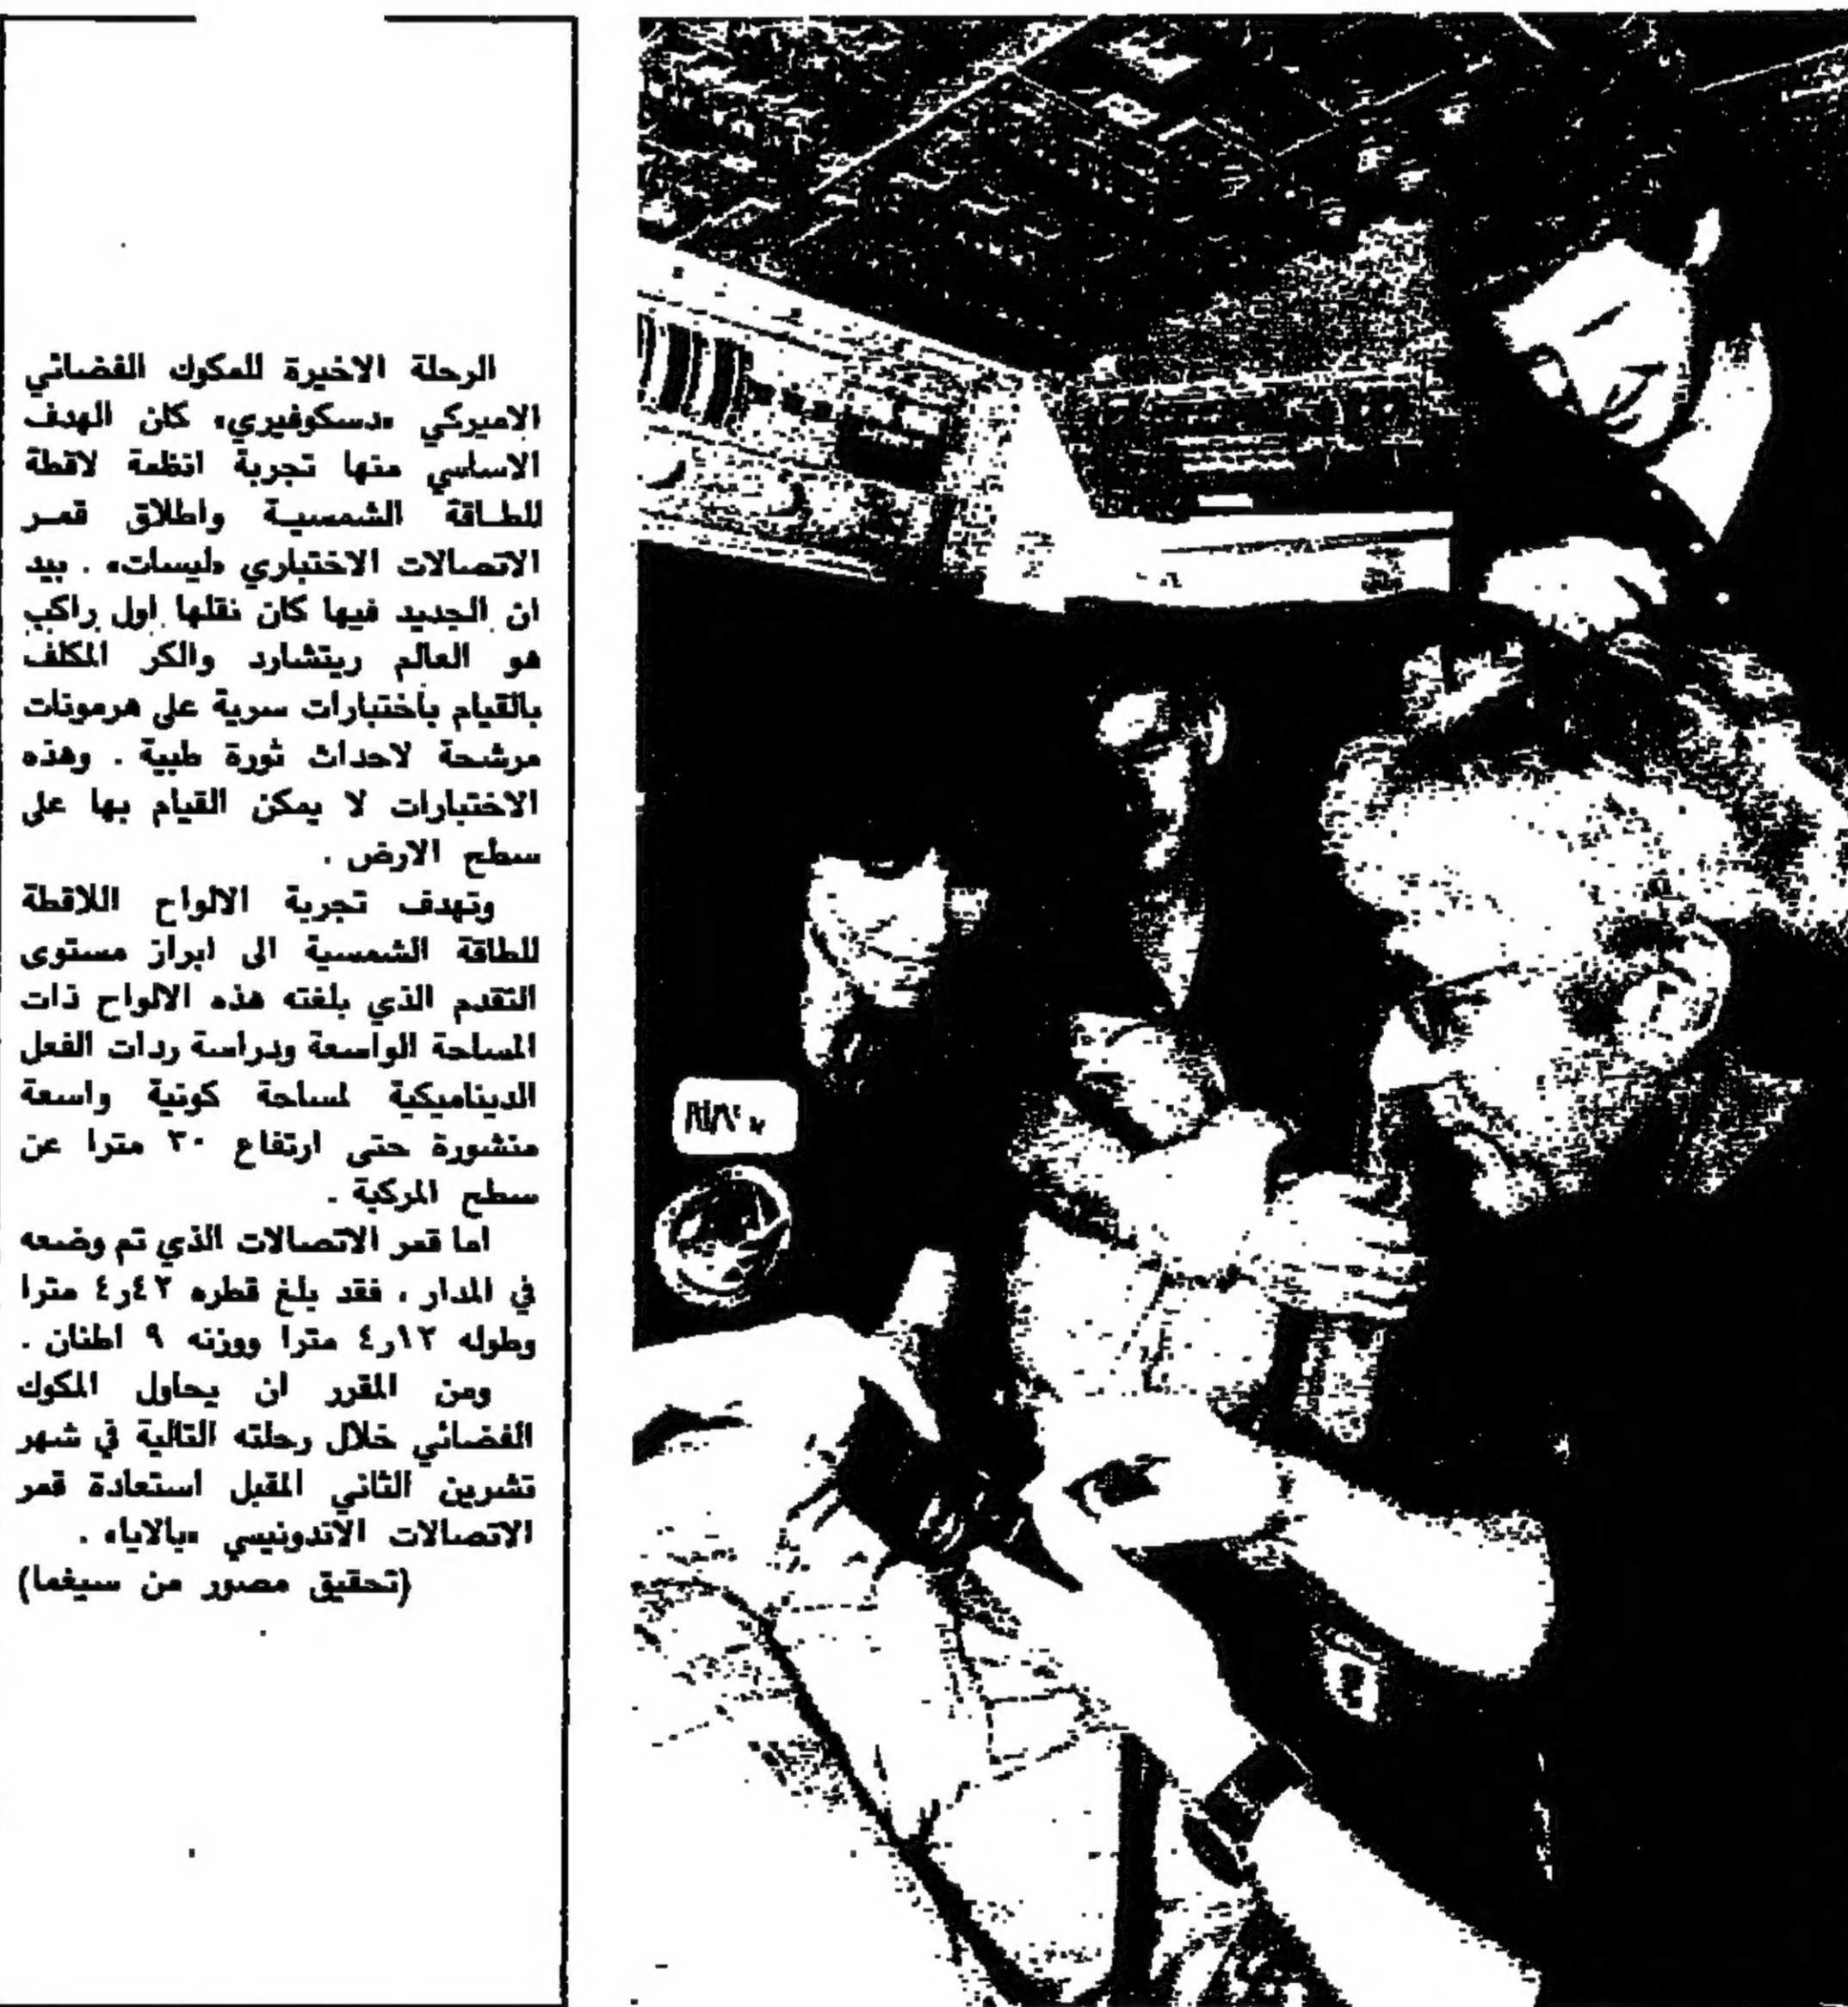 الرحلة الاخيرة للمكوك الفضائي
الاميركي «دسكوفيري» كان الهدف
الاساسي منها تجربة انظمة لاقطة
للطاقة الشمسية واطلاق قمر
الاتصالات الاختباري «ليسات» . بيد
ان الجديد فيها كان نقلها اول راكب
هو العالم ريتشارد والكر المكلف
بالقيام بأختبارات سرية على هرمونات
مرشحة لاحداث ثورة طبية . وهذه
الاختبارات لا يمكن القيام بها على
سطح الارض .
وتهدف تجربة الالواح اللاقطة
للطاقة الشمسية الى ابراز مستوى
التقدم الذي بلغته هذه الالواح ذات
المساحة الواسعة ودراسة ردات الفعل
الديناميكية لمساحة كونية واسعة
منشورة حتى ارتفاع ٣٠ مترا عن
سطح المركبة .
اما قمر الاتصالات الذي تم وضعه
في المدار ، فقد بلغ قطره ٤٫٤٢ مترا
وطوله ٤٫١٢ مترا ووزنه ٩ اطنان .
ومن المقرر ان يحاول المكوك
الفضائي خلال رحلته التالية في شهر
تشرين الثاني المقبل استعادة قمر
الاتصالات الاندونيسي «بالايا» .
(تحقيق مصور من سيغما)